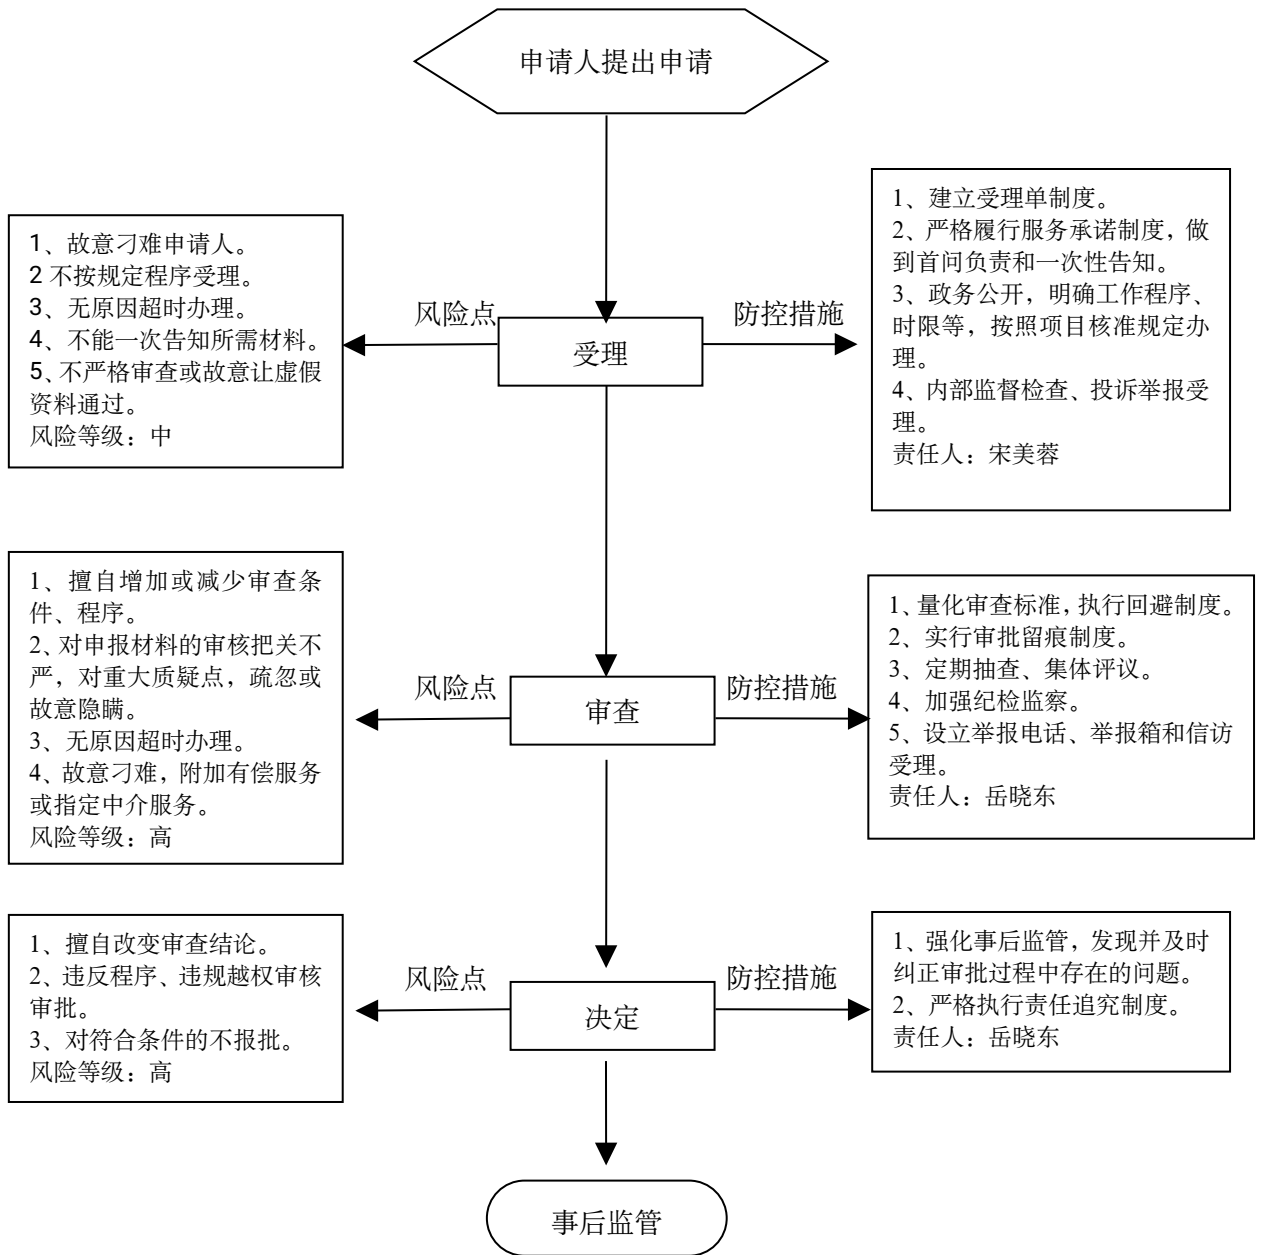 申请人提出申请
1、故意刁难申请人。
2 不按规定程序受理。
3、无原因超时办理。
4、不能一次告知所需材料。
5、不严格审查或故意让虚假
资料通过。
风险等级：中
风险点
受理
防控措施
1、建立受理单制度。
2、严格履行服务承诺制度，做
到首问负责和一次性告知。
3、政务公开，明确工作程序、
时限等，按照项目核准规定办
理。
4、内部监督检查、投诉举报受
理。
责任人：宋美蓉
1、擅自增加或减少审查条
件、程序。
2、对申报材料的审核把关不
严，对重大质疑点，疏忽或
故意隐瞒。
3、无原因超时办理。
4、故意刁难，附加有偿服务
或指定中介服务。
风险等级：高
风险点
审查
防控措施
1、量化审查标准，执行回避制度。
2、实行审批留痕制度。
3、定期抽查、集体评议。
4、加强纪检监察。
5、设立举报电话、举报箱和信访
受理。
责任人：岳晓东
1、擅自改变审查结论。
2、违反程序、违规越权审核
审批。
3、对符合条件的不报批。
风险等级：高
风险点
决定
防控措施
1、强化事后监管，发现并及时
纠正审批过程中存在的问题。
2、严格执行责任追究制度。
责任人：岳晓东
事后监管